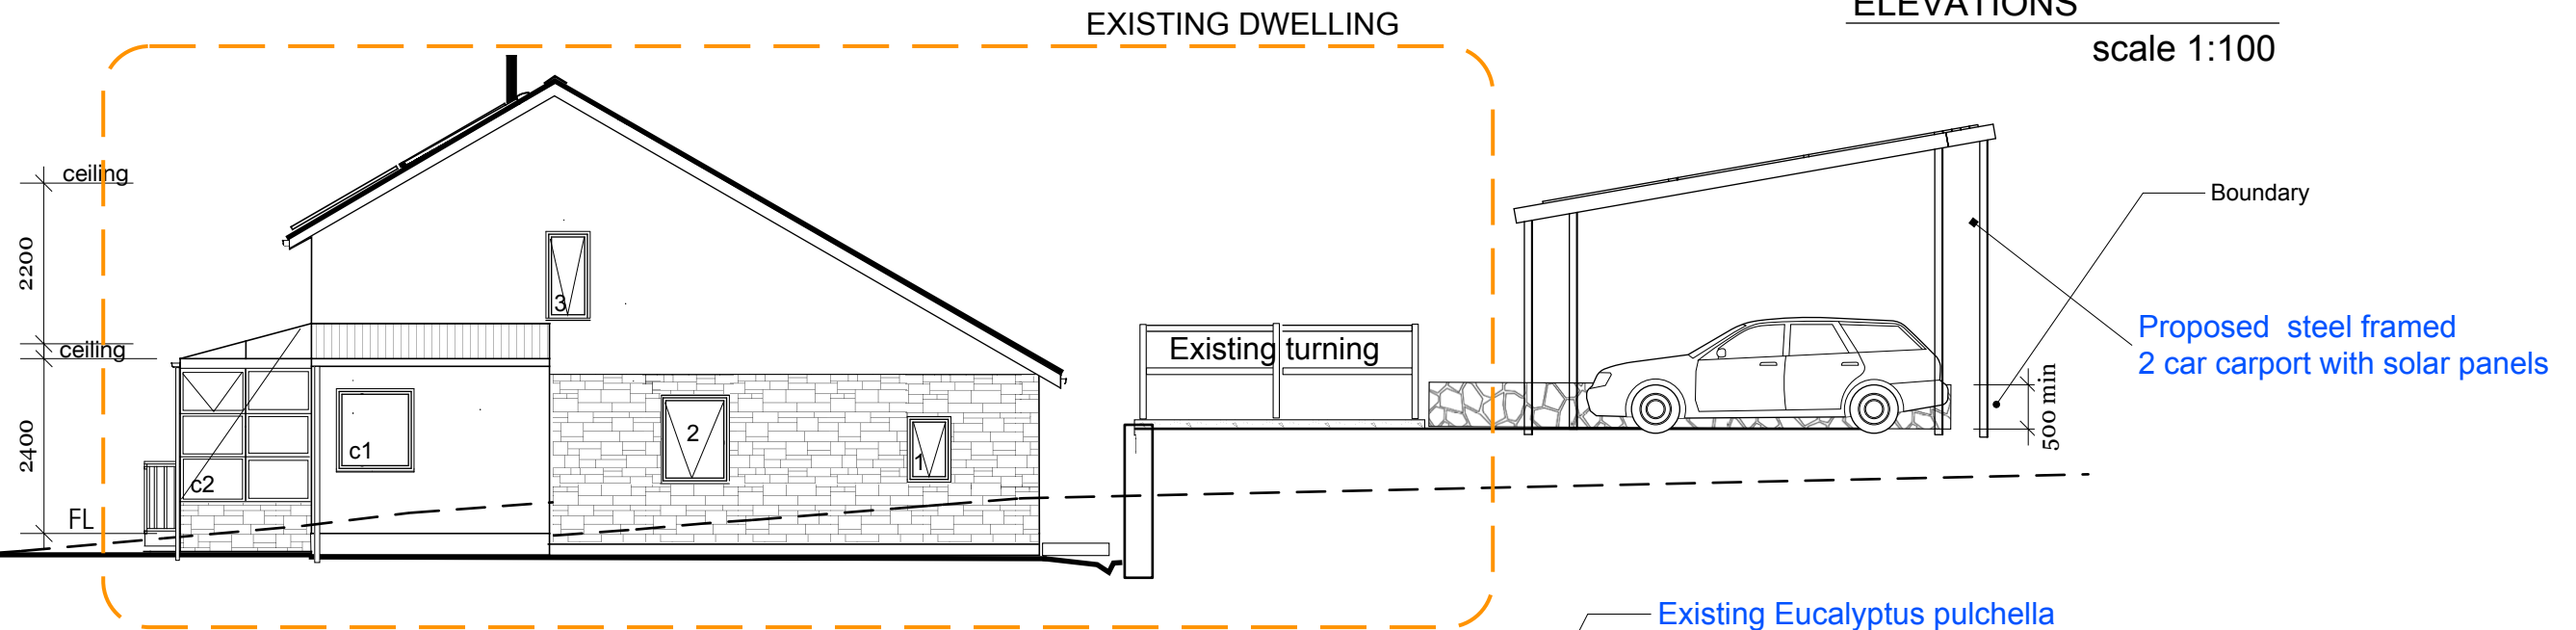 ELEVATIONS
scale 1:100
EXISTING DWELLING
ceiling
2200
ceiling
2400
FL
3
c1
c2
2
1
Existing turning
Boundary
Proposed steel framed
2 car carport with solar panels
500 min
Existing Eucalyptus pulchella